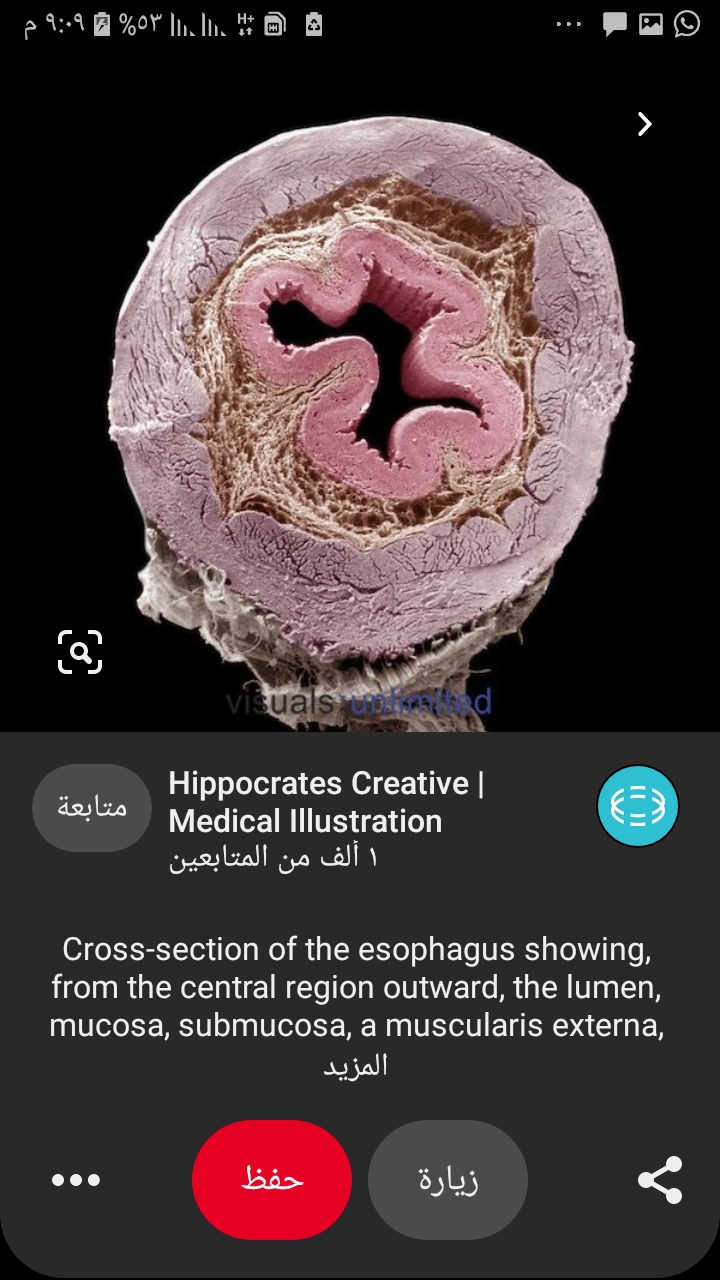 ٩:٠٩ م
%٥٣
H+
visuals unlimited
Hippocrates Creative |
Medical Illustration
١ ألف من المتابعين
متابعة
Cross-section of the esophagus showing,
from the central region outward, the lumen,
mucosa, submucosa, a muscularis externa,
المزيد
حفظ
زيارة